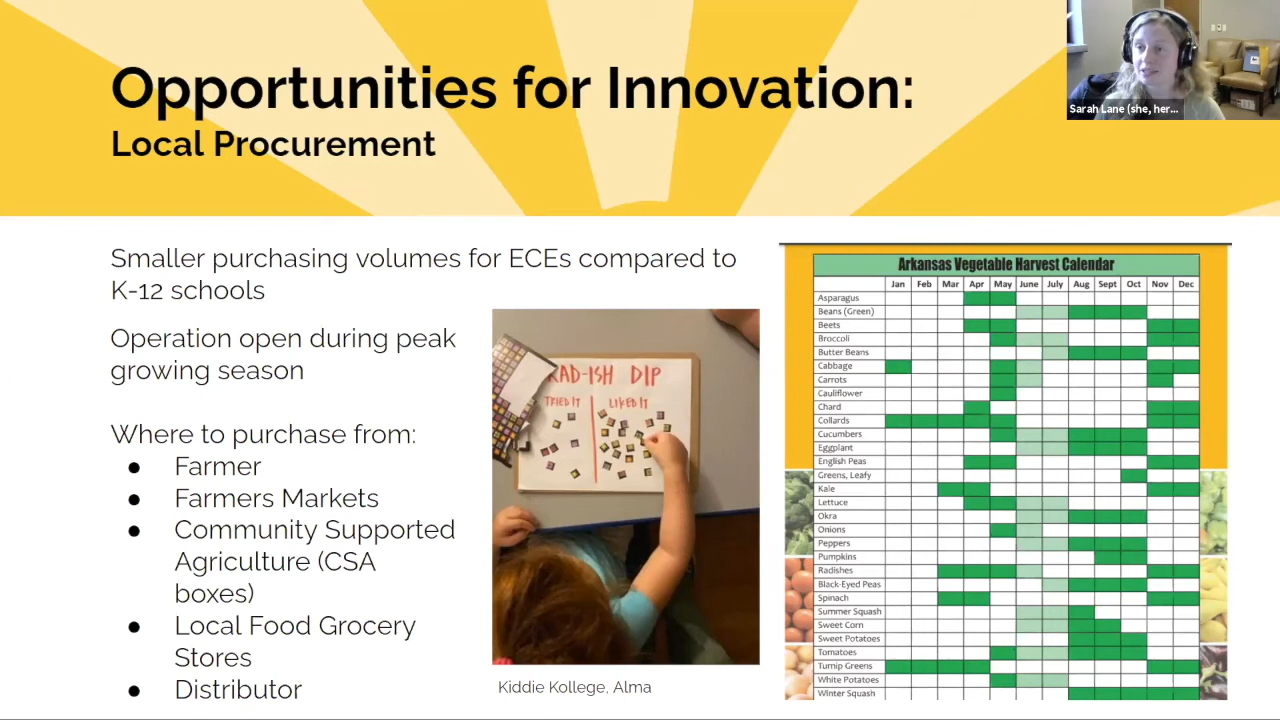 Opportunities for Innovation:
Local Procurement
Sarah Lane (she, her...
Smaller purchasing volumes for ECEs compared to
K-12 schools
Operation open during peak
growing season
Where to purchase from:
● Farmer
● Farmers Markets
● Community Supported
Agriculture (CSA
boxes)
● Local Food Grocery
Stores
● Distributor
RAD-ISH DIP
TRIED IT LIKED IT
Kiddie Kollege, Alma
Arkansas Vegetable Harvest Calendar
Jan Feb Mar Apr May June July Aug Sept Oct Nov Dec
Asparagus
Beans (Green)
Beets
Broccoli
Butter Beans
Cabbage
Carrots
Cauliflower
Chard
Collards
Cucumbers
Eggplant
English Peas
Greens, Leafy
Kale
Lettuce
Okra
Onions
Peppers
Pumpkins
Radishes
Black-Eyed Peas
Spinach
Summer Squash
Sweet Corn
Sweet Potatoes
Tomatoes
Turnip Greens
White Potatoes
Winter Squash